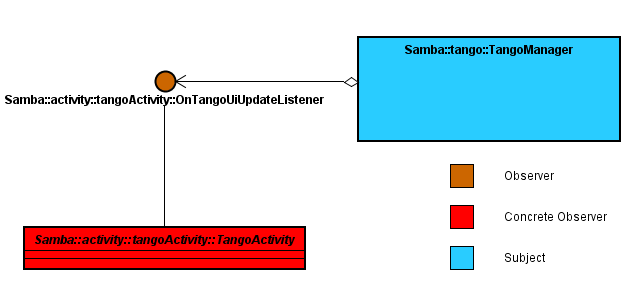 Samba::tango::TangoManager
Samba::activity::tangoActivity::OnTangoUiUpdateListener
Observer
Concrete Observer
Samba::activity::tangoActivity::TangoActivity
Subject